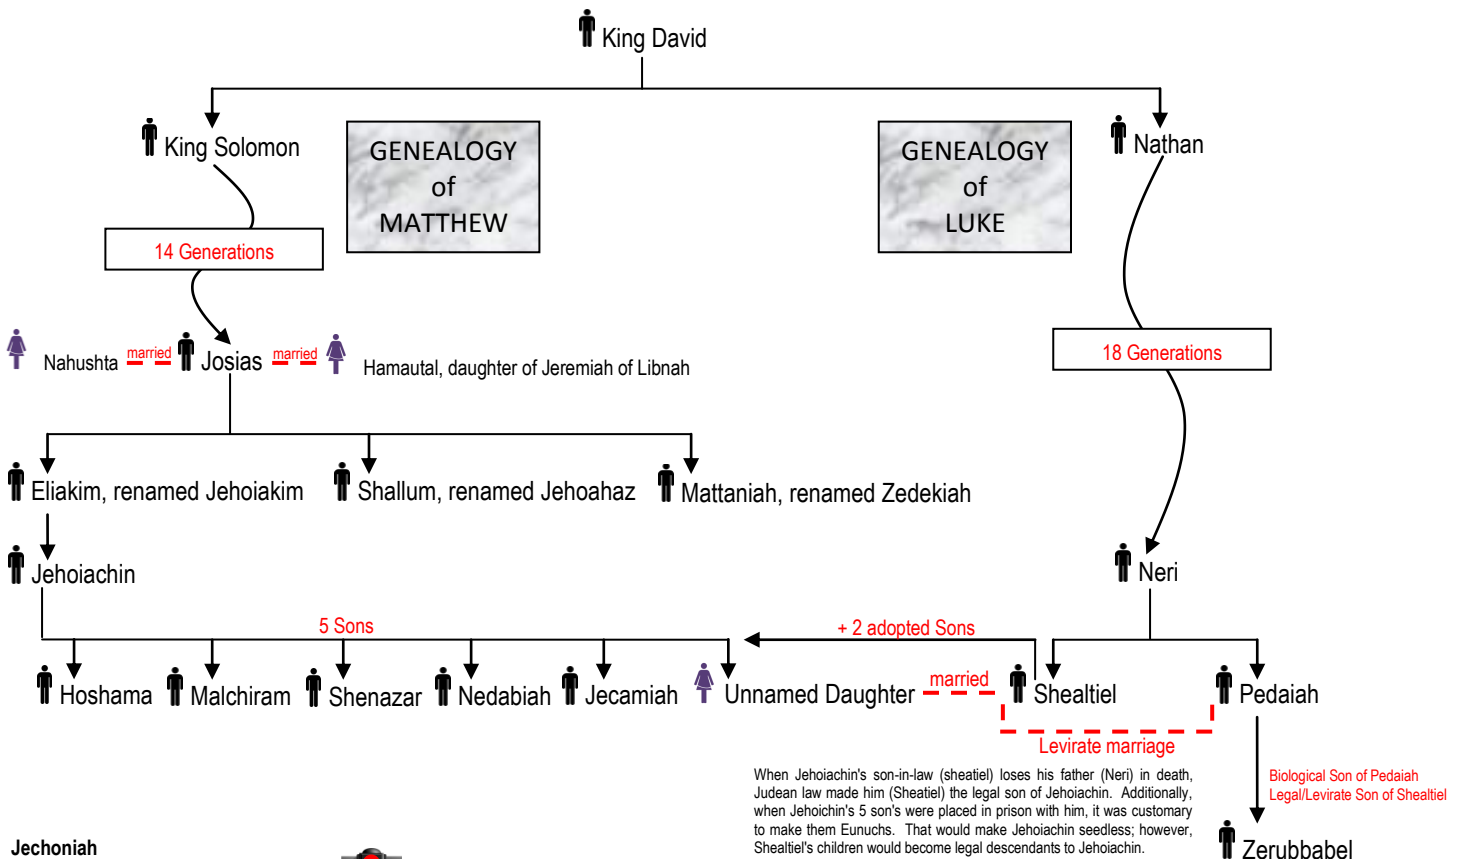 King David
King Solomon
GENEALOGY
of
MATTHEW
GENEALOGY
of
LUKE
Nathan
14 Generations
18 Generations
Nahushta
married
Josias
married
Hamautal, daughter of Jeremiah of Libnah
Eliakim, renamed Jehoiakim
Shallum, renamed Jehoahaz
Mattaniah, renamed Zedekiah
Jehoiachin
Neri
5 Sons
+ 2 adopted Sons
Hoshama
Malchiram
Shenazar
Nedabiah
Jecamiah
Unnamed Daughter
married
Shealtiel
Pedaiah
Levirate marriage
When Jehoiachin's son-in-law (sheatiel) loses his father (Neri) in death,
Judean law made him (Sheatiel) the legal son of Jehoiachin. Additionally,
when Jehoichin's 5 son's were placed in prison with him, it was customary
to make them Eunuchs. That would make Jehoiachin seedless; however,
Shealtiel's children would become legal descendants to Jehoiachin.
Biological Son of Pedaiah
Legal/Levirate Son of Shealtiel
Jechoniah
Zerubbabel